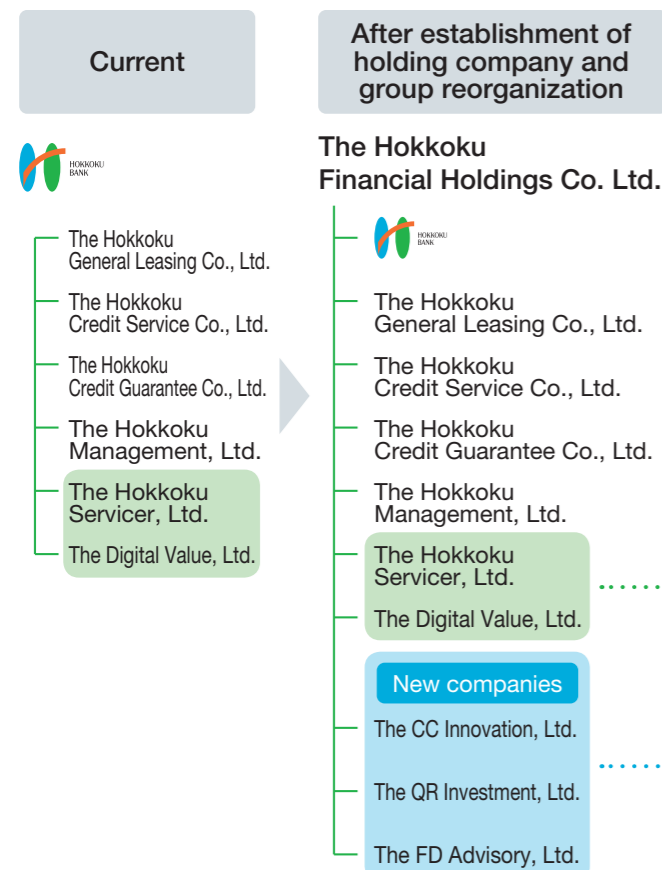 Current
HOKKOKU
BANK
The Hokkoku
General Leasing Co., Ltd.
The Hokkoku
Credit Service Co., Ltd.
The Hokkoku
Credit Guarantee Co., Ltd.
The Hokkoku
Management, Ltd.
The Hokkoku
Servicer, Ltd.
The Digital Value, Ltd.
After establishment of
holding company and
group reorganization
The Hokkoku
Financial Holdings Co. Ltd.
HOKKOKU
BANK
The Hokkoku
General Leasing Co., Ltd.
The Hokkoku
Credit Service Co., Ltd.
The Hokkoku
Credit Guarantee Co., Ltd.
The Hokkoku
Management, Ltd.
The Hokkoku
Servicer, Ltd.
The Digital Value, Ltd.
New companies
The CC Innovation, Ltd.
The QR Investment, Ltd.
The FD Advisory, Ltd.